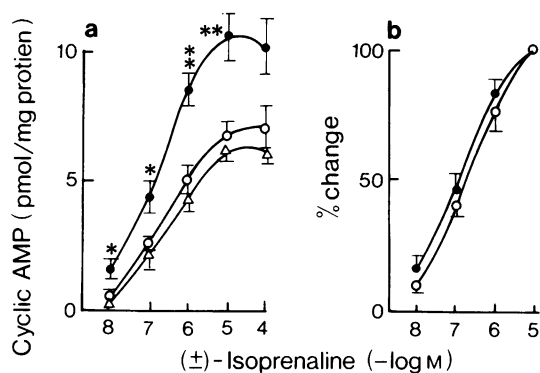 a
b
Cyclic AMP (pmol/mg protien)
10
5
0
*
*
**
**
8 7 6 5 4
% change
100
50
0
8 7 6 5
(±)-Isoprenaline (-log M)